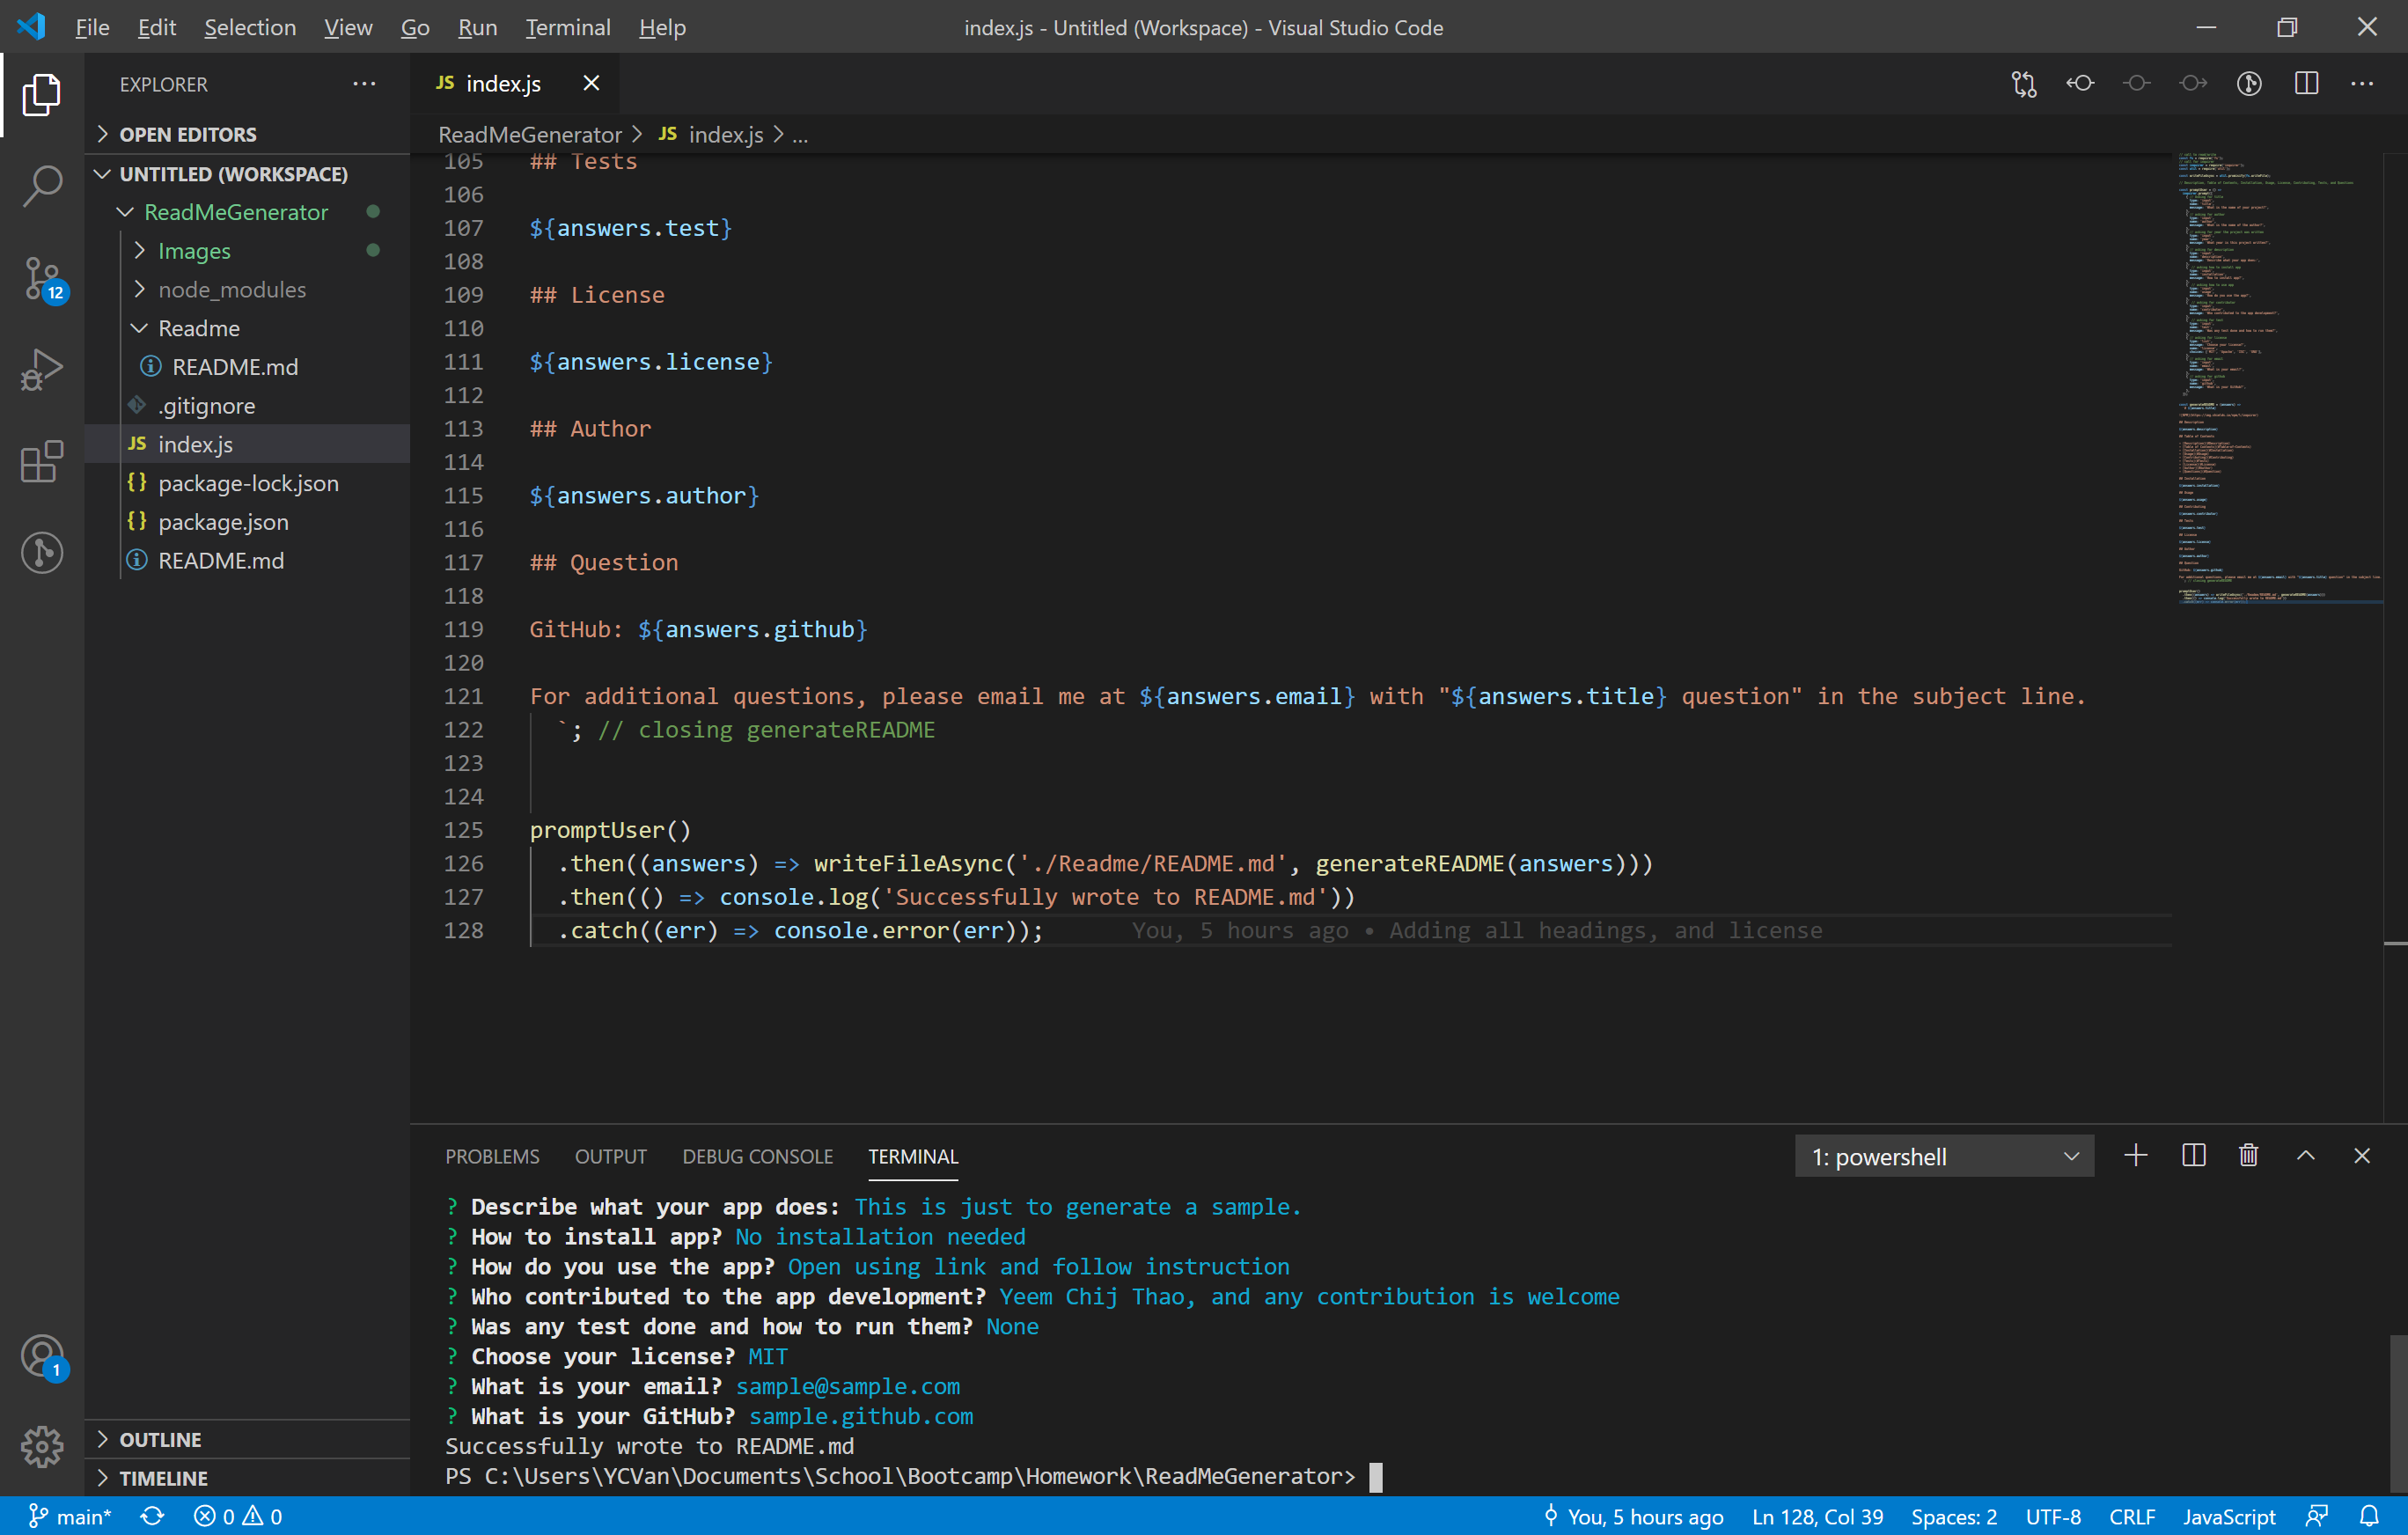 File Edit Selection View Go Run Terminal Help
index.js - Untitled (Workspace) - Visual Studio Code
EXPLORER
OPEN EDITORS
UNTITLED (WORKSPACE)
ReadMeGenerator
Images
node_modules
Readme
README.md
.gitignore
JS index.js
{} package-lock.json
{} package.json
README.md
OUTLINE
TIMELINE
12
1
JS index.js
ReadMeGenerator > JS index.js > ...
105 ## Tests
106
107 ${answers.test}
108
109 ## License
110
111 ${answers.license}
112
113 ## Author
114
115 ${answers.author}
116
117 ## Question
118
119 GitHub: ${answers.github}
120
121 For additional questions, please email me at ${answers.email} with "${answers.title} question" in the subject line.
122 `; // closing generateREADME
123
124
125 promptUser()
126 .then((answers) => writeFileAsync('./Readme/README.md', generateREADME(answers)))
127 .then(() => console.log('Successfully wrote to README.md'))
128 .catch((err) => console.error(err)); You, 5 hours ago • Adding all headings, and license
PROBLEMS OUTPUT DEBUG CONSOLE TERMINAL
1: powershell
? Describe what your app does: This is just to generate a sample.
? How to install app? No installation needed
? How do you use the app? Open using link and follow instruction
? Who contributed to the app development? Yeem Chij Thao, and any contribution is welcome
? Was any test done and how to run them? None
? Choose your license? MIT
? What is your email? sample@sample.com
? What is your GitHub? sample.github.com
Successfully wrote to README.md
PS C:\Users\YCVan\Documents\School\Bootcamp\Homework\ReadMeGenerator>
main* 0 0
You, 5 hours ago Ln 128, Col 39 Spaces: 2 UTF-8 CRLF JavaScript